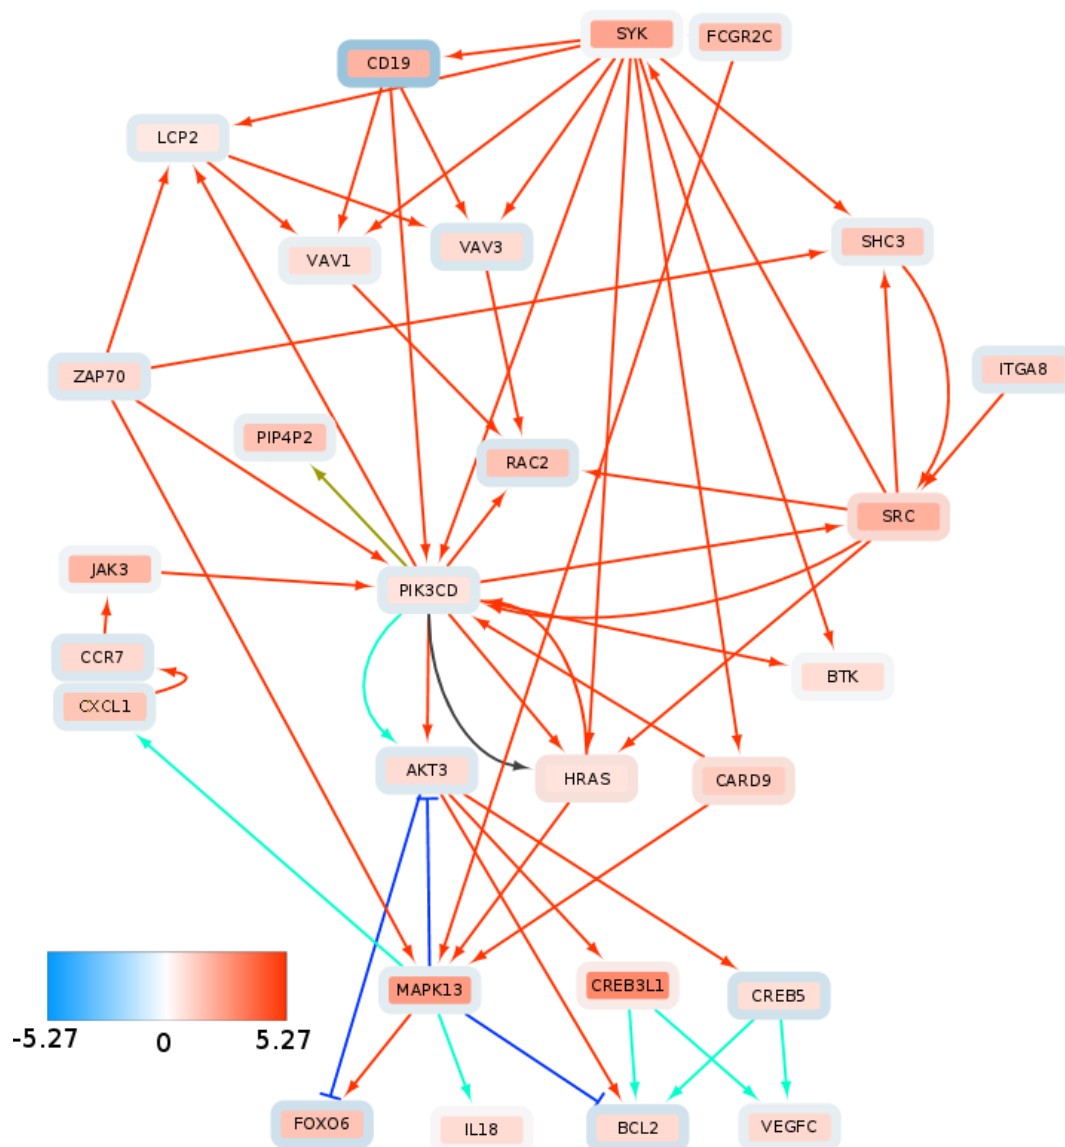 SYK
FCGR2C
CD19
LCP2
VAV1
VAV3
SHC3
ZAP70
ITGA8
PIP4P2
RAC2
SRC
JAK3
PIK3CD
CCR7
BTK
CXCL1
AKT3
HRAS
CARD9
MAPK13
CREB3L1
CREB5
-5.27
0
5.27
FOXO6
IL18
BCL2
VEGFC